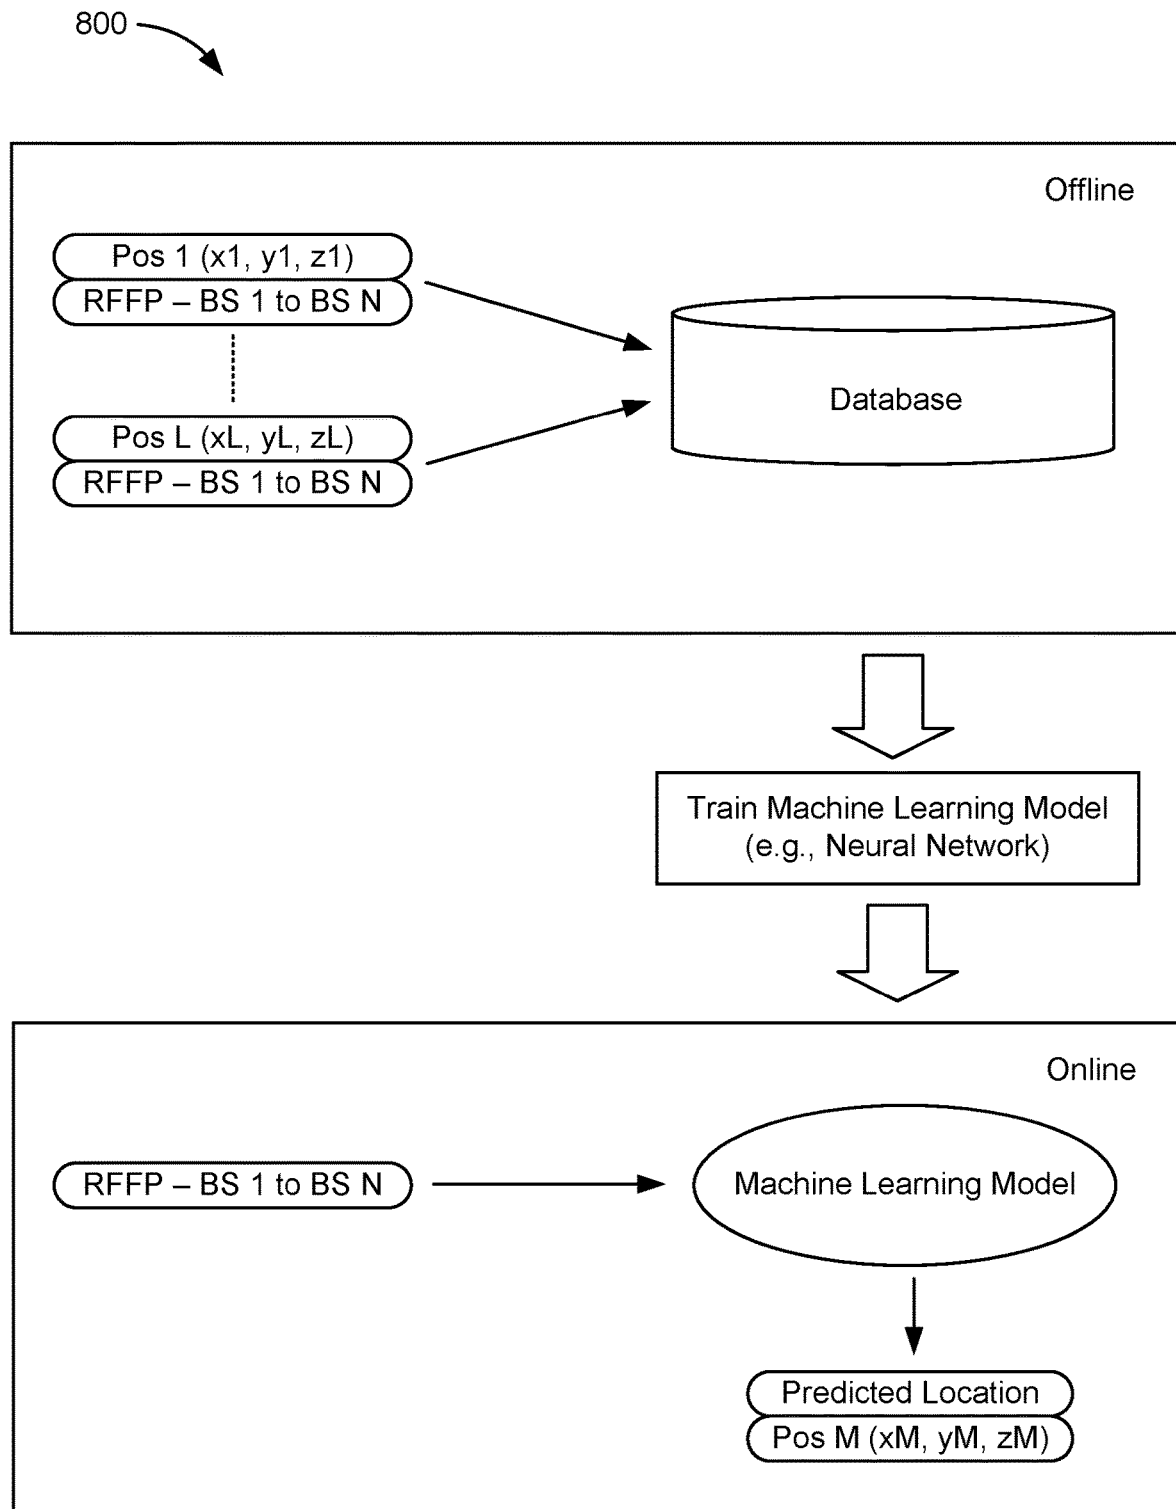 800
Offline
Pos 1 (x1, y1, z1)
RFFP – BS 1 to BS N
Database
Pos L (xL, yL, zL)
RFFP – BS 1 to BS N
Train Machine Learning Model
(e.g., Neural Network)
Online
RFFP – BS 1 to BS N
Machine Learning Model
Predicted Location
Pos M (xM, yM, zM)